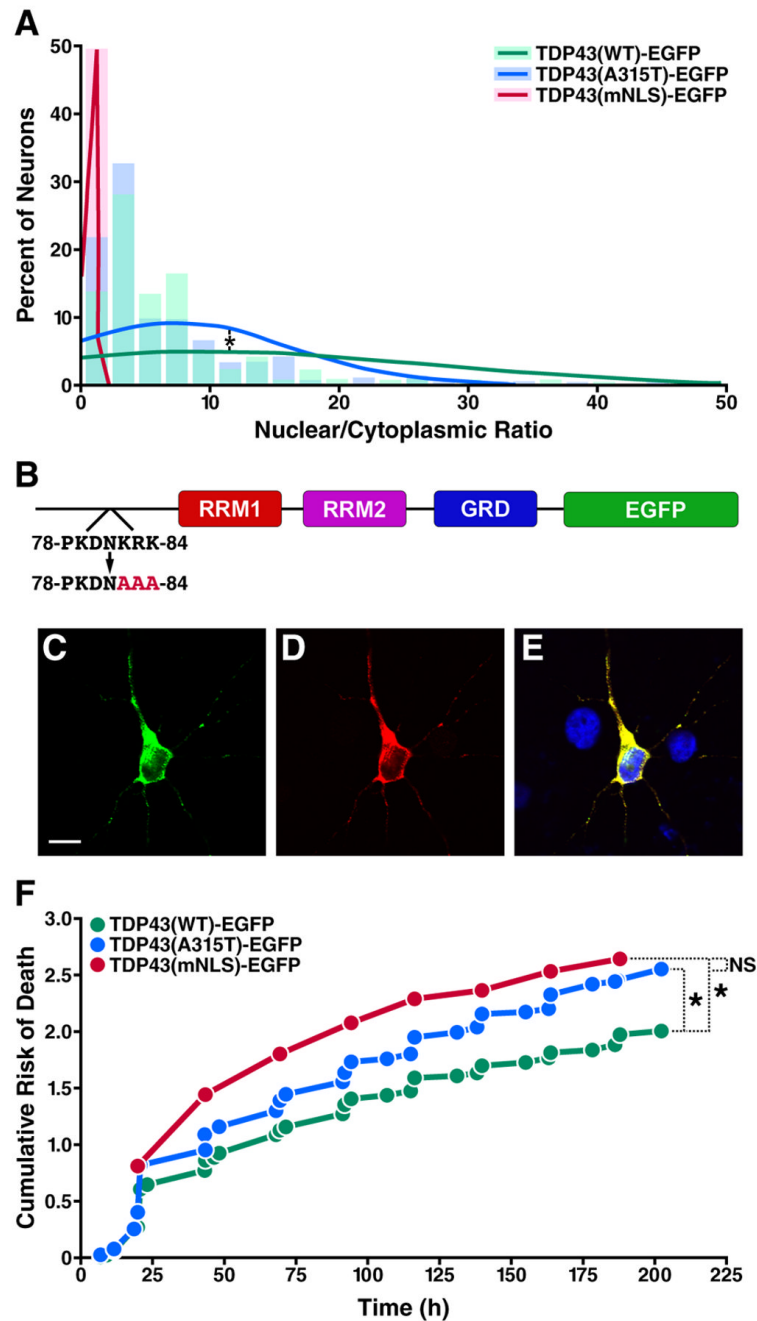 A
50
40
30
20
10
0
Percent of Neurons
TDP43(WT)-EGFP
TDP43(A315T)-EGFP
TDP43(mNLS)-EGFP
*
0 10 20 30 40 50
Nuclear/Cytoplasmic Ratio
B
RRM1 RRM2 GRD EGFP
78-PKDNKRK-84
78-PKDNAAA-84
C D E
F
3.0
2.5
2.0
1.5
1.0
0.5
0
Cumulative Risk of Death
TDP43(WT)-EGFP
TDP43(A315T)-EGFP
TDP43(mNLS)-EGFP
NS
* *
0 25 50 75 100 125 150 175 200 225
Time (h)